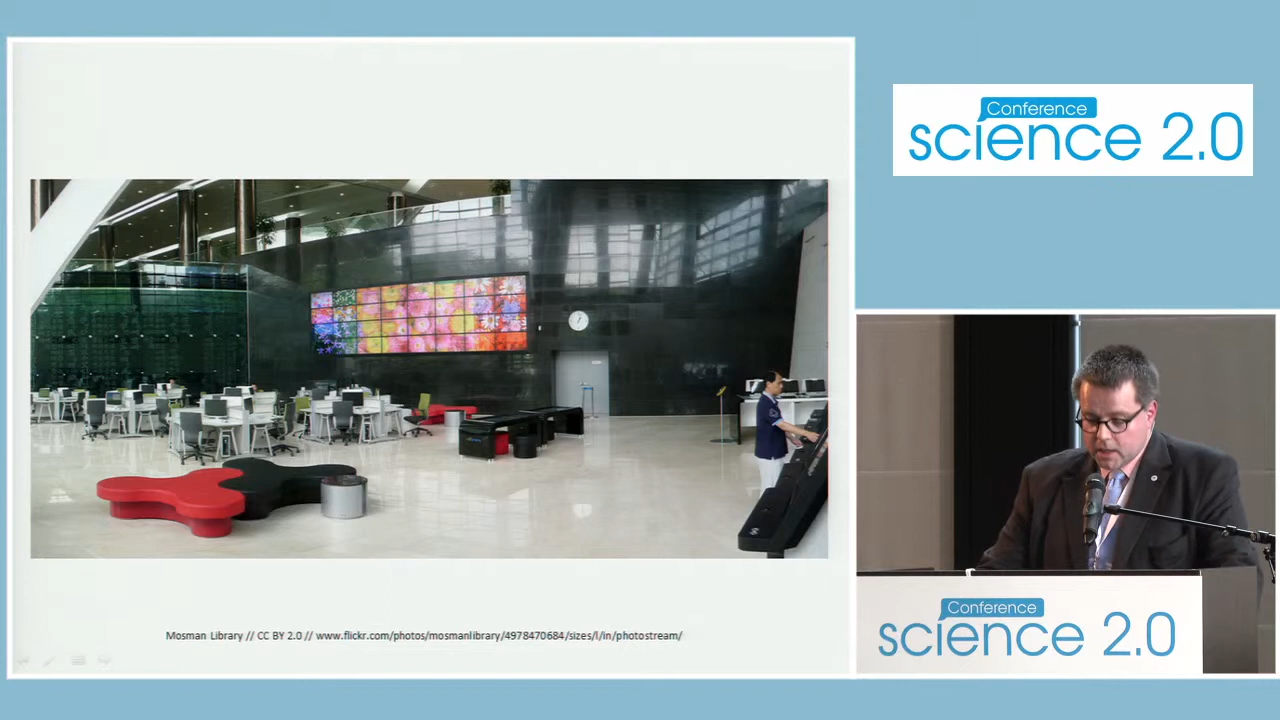 Conference
science 2.0
Mosman Library // CC BY 2.0 // www.flickr.com/photos/mosmanlibrary/4978470684/sizes/l/in/photostream/
Conference
science 2.0